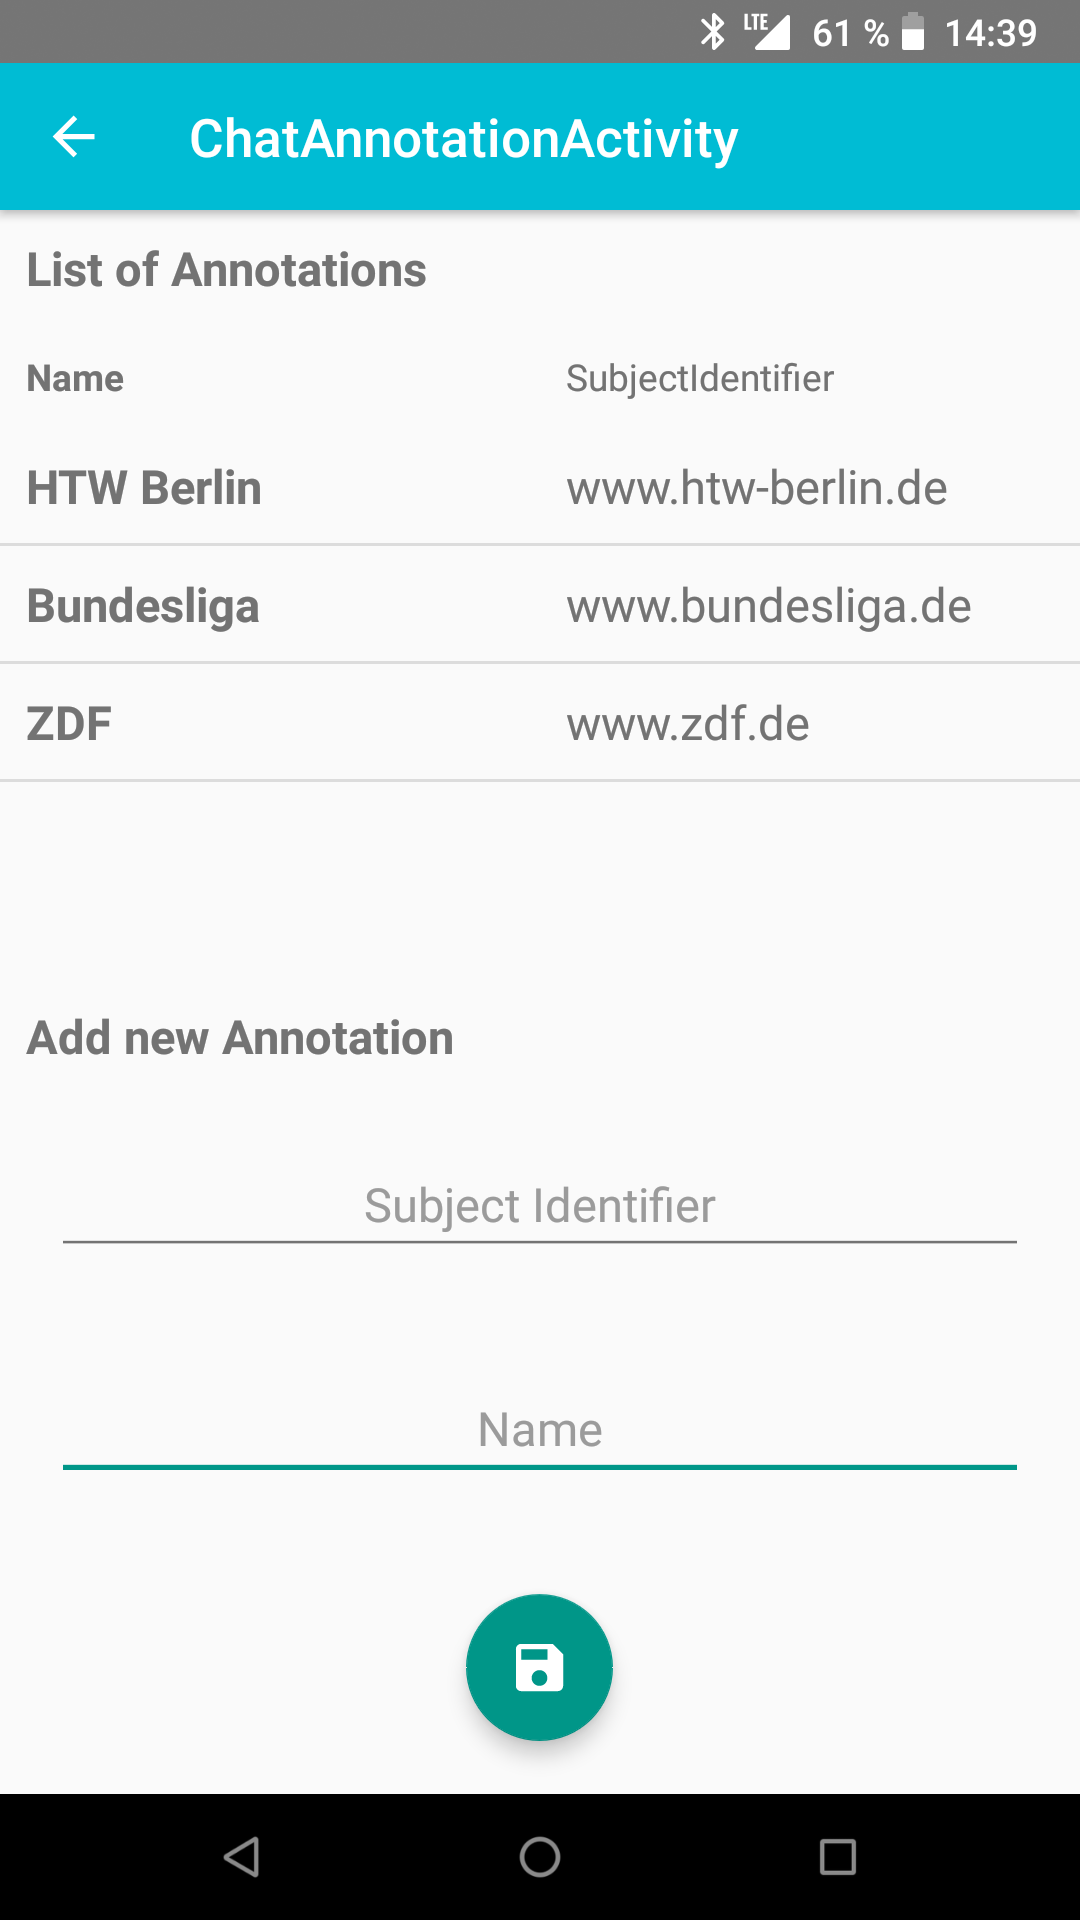 LTE 61 % 14:39
ChatAnnotationActivity
List of Annotations
Name SubjectIdentifier
HTW Berlin www.htw-berlin.de
Bundesliga www.bundesliga.de
ZDF www.zdf.de
Add new Annotation
Subject Identifier
Name